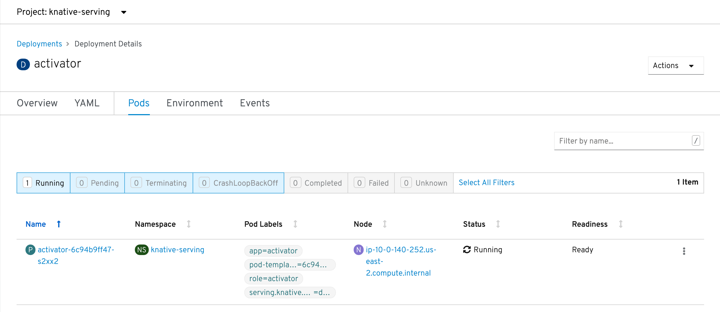 Project: knative-serving
Deployments > Deployment Details
D activator
Actions
Overview YAML Pods Environment Events
Filter by name... /
1 Running 0 Pending 0 Terminating 0 CrashLoopBackOff 0 Completed 0 Failed 0 Unknown Select All Filters 1 Item
Name Namespace Pod Labels Node Status Readiness
P activator-6c94b9ff47-s2xx2
NS knative-serving
app=activator
pod-templa... =6c94...
role=activator
serving.knative.... =d...
N ip-10-0-140-252.us-
east-
2.compute.internal
Running
Ready